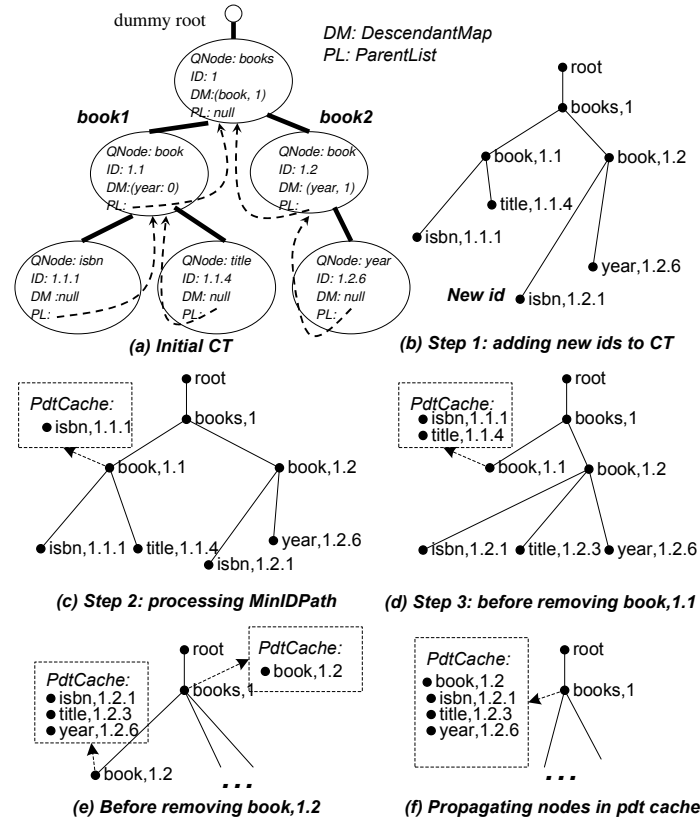 dummy root
DM: DescendantMap
PL: ParentList
QNode: books
ID: 1
DM:(book, 1)
PL: null
book1
book2
QNode: book
ID: 1.1
DM:(year: 0)
PL:
QNode: book
ID: 1.2
DM: (year, 1)
PL:
QNode: isbn
ID: 1.1.1
DM :null
PL:
QNode: title
ID: 1.1.4
DM: null
PL:
QNode: year
ID: 1.2.6
DM: null
PL:
(a) Initial CT
root
books,1
book,1.1
book,1.2
title,1.1.4
isbn,1.1.1
year,1.2.6
New id
isbn,1.2.1
(b) Step 1: adding new ids to CT
PdtCache:
isbn,1.1.1
root
books,1
book,1.1
book,1.2
isbn,1.1.1
title,1.1.4
year,1.2.6
isbn,1.2.1
(c) Step 2: processing MinIDPath
PdtCache:
isbn,1.1.1
title,1.1.4
root
books,1
book,1.1
book,1.2
isbn,1.2.1
title,1.2.3
year,1.2.6
(d) Step 3: before removing book,1.1
root
PdtCache:
book,1.2
books,1
PdtCache:
isbn,1.2.1
title,1.2.3
year,1.2.6
book,1.2
...
(e) Before removing book,1.2
PdtCache:
book,1.2
isbn,1.2.1
title,1.2.3
year,1.2.6
root
books,1
...
(f) Propagating nodes in pdt cache